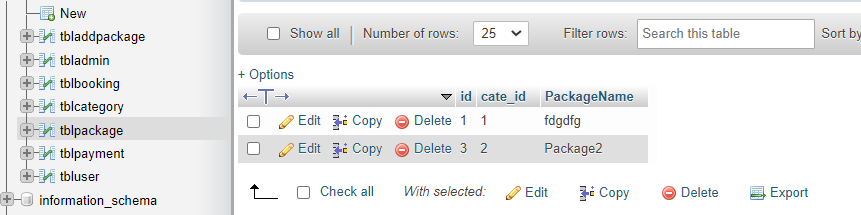 New
tbladdpackage
tbladmin
tblbooking
tblcategory
tblpackage
tblpayment
tbluser
information_schema
Show all Number of rows: 25 Filter rows: Search this table Sort by
+ Options
id cate_id PackageName
Edit Copy Delete 1 1 fdgdfg
Edit Copy Delete 3 2 Package2
Check all With selected: Edit Copy Delete Export